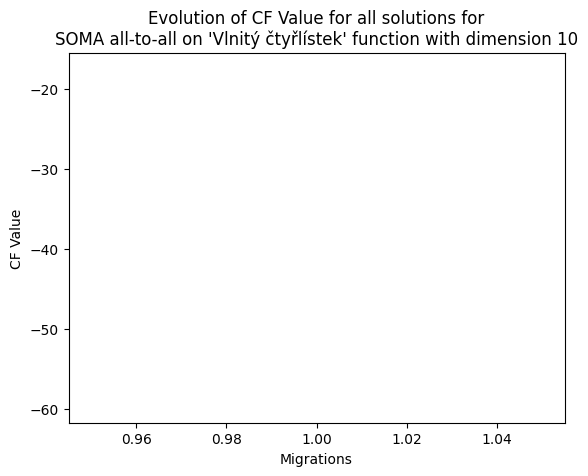 Evolution of CF Value for all solutions for
SOMA all-to-all on 'Vlnitý čtyřlístek' function with dimension 10
−20
−30
−40
−50
−60
CF Value
0.96 0.98 1.00 1.02 1.04
Migrations